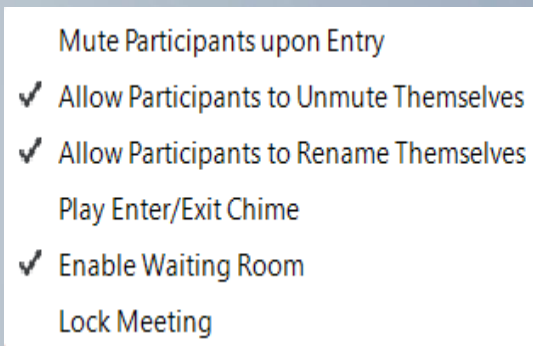 Mute Participants upon Entry
✓ Allow Participants to Unmute Themselves
✓ Allow Participants to Rename Themselves
Play Enter/Exit Chime
✓ Enable Waiting Room
Lock Meeting